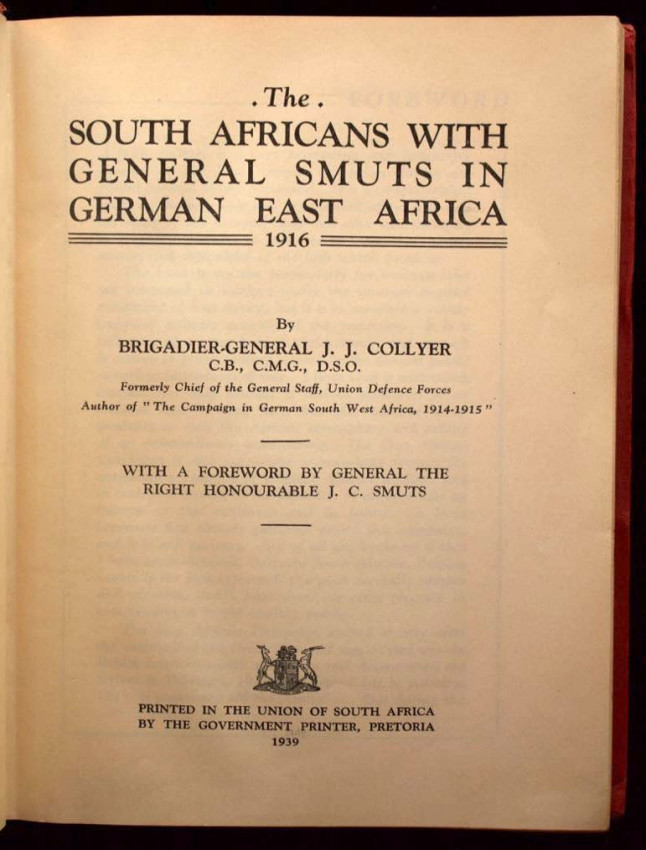 . The .
SOUTH AFRICANS WITH
GENERAL SMUTS IN
GERMAN EAST AFRICA
1916
By
BRIGADIER-GENERAL J. J. COLLYER
C.B., C.M.G., D.S.O.
Formerly Chief of the General Staff, Union Defence Forces
Author of "The Campaign in German South West Africa, 1914-1915"
WITH A FOREWORD BY GENERAL THE
RIGHT HONOURABLE J. C. SMUTS
PRINTED IN THE UNION OF SOUTH AFRICA
BY THE GOVERNMENT PRINTER, PRETORIA
1939